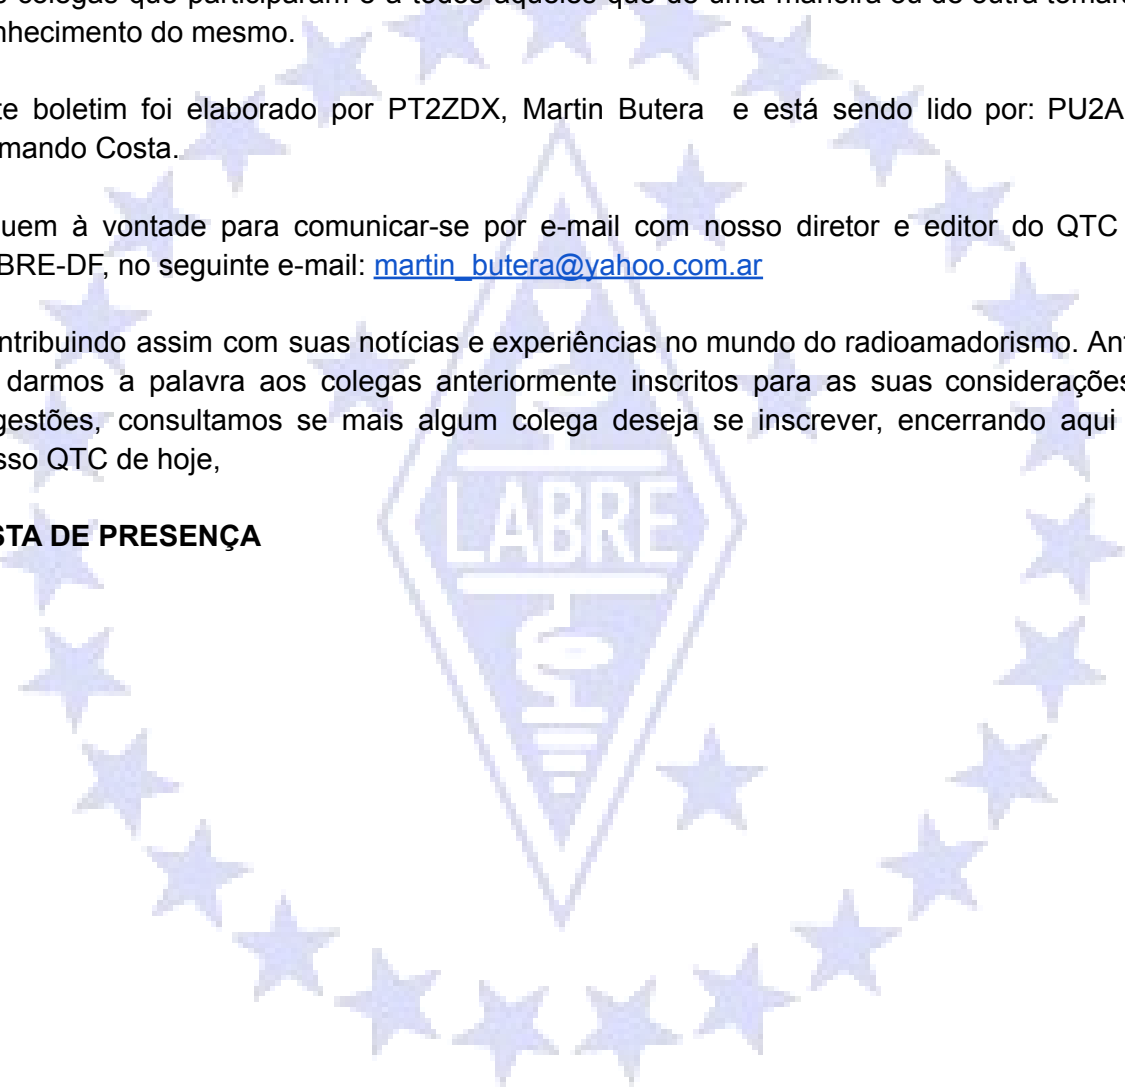 colegas que participaram e a todos aqueles que de uma maneira ou de outra
nhecimento do mesmo.
te boletim foi elaborado por PT2ZDX, Martin Butera e está sendo lido por: PU2A
mando Costa.
uem à vontade para comunicar-se por e-mail com nosso diretor e editor do QTC
BRE-DF, no seguinte e-mail: martin_butera@yahoo.com.ar
ntribuindo assim com suas notícias e experiências no mundo do radioamadorismo. An
darmos a palavra aos colegas anteriormente inscritos para as suas considerações
gestões, consultamos se mais algum colega deseja se inscrever, encerrando aqui
sso QTC de hoje,
STA DE PRESENÇA
LABRE